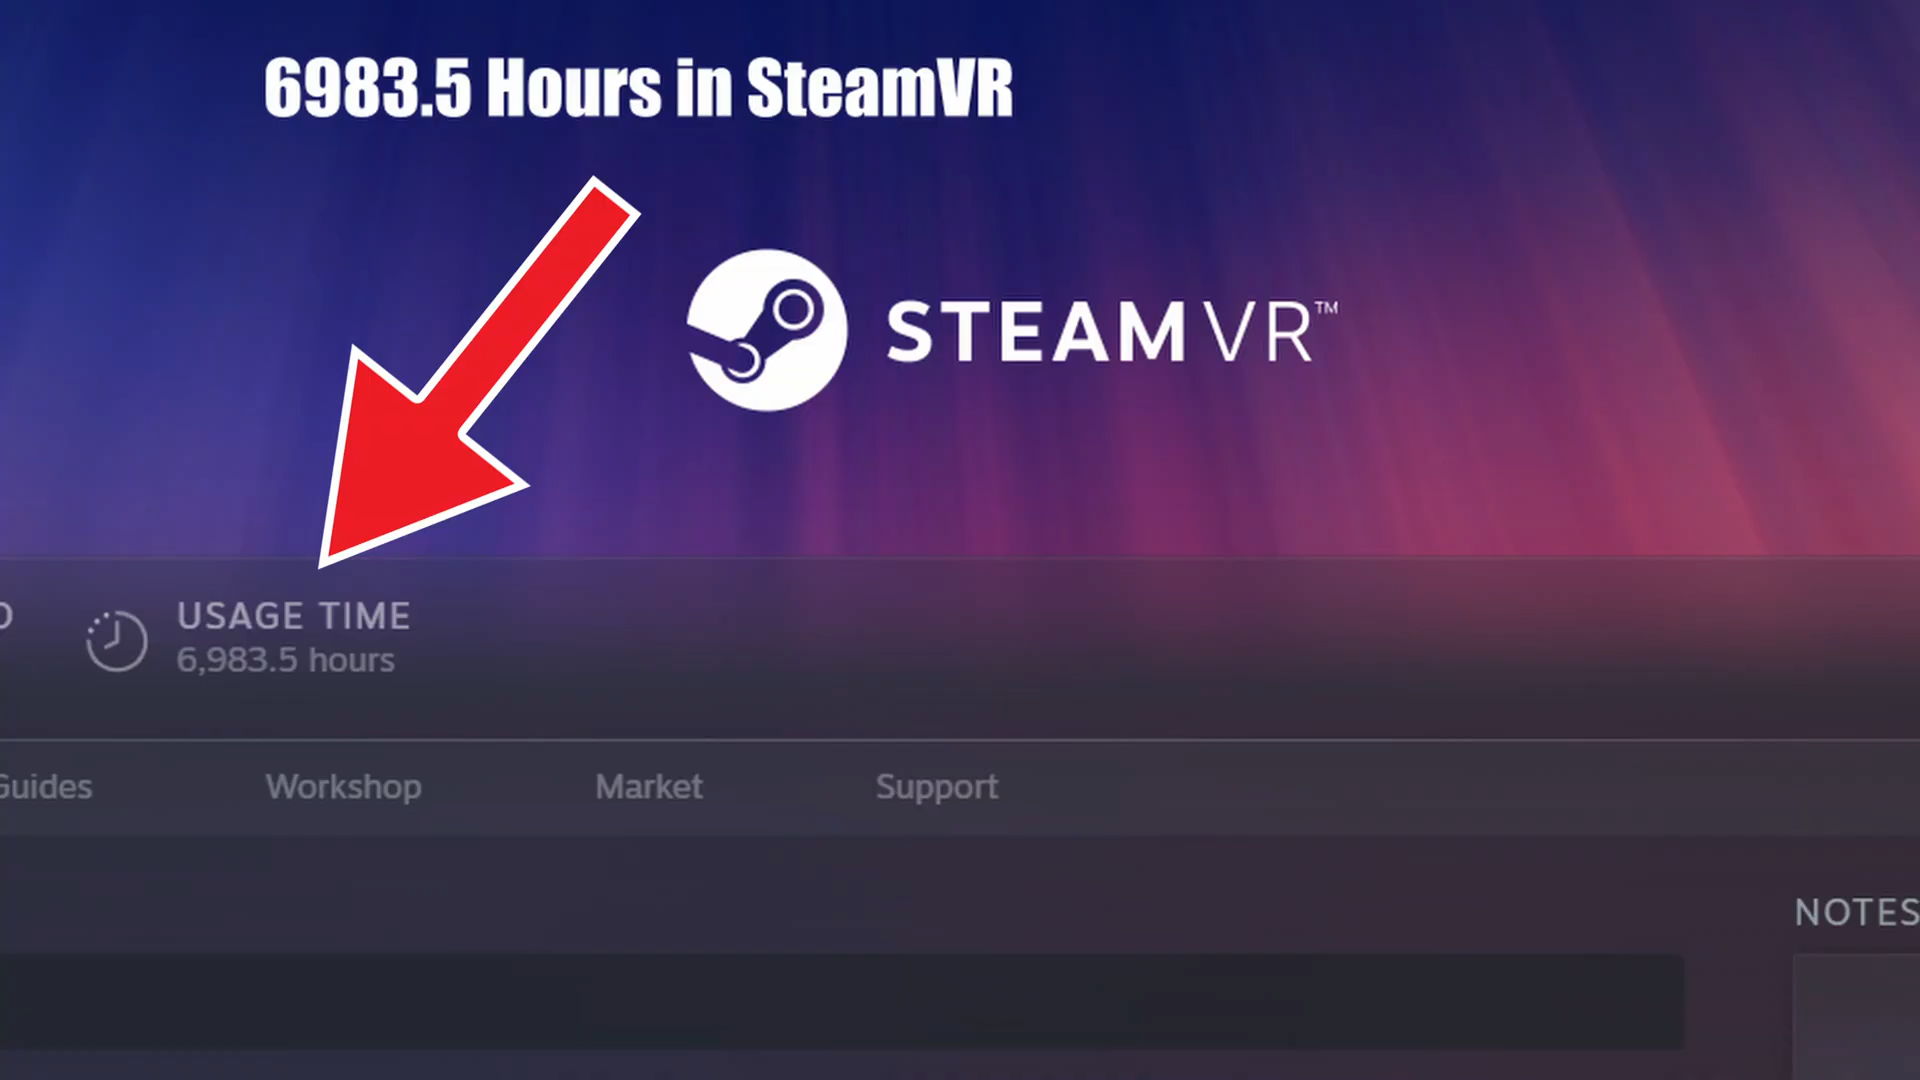 6983.5 Hours in SteamVR
STEAMVR™
USAGE TIME
6,983.5 hours
Guides
Workshop
Market
Support
NOTES